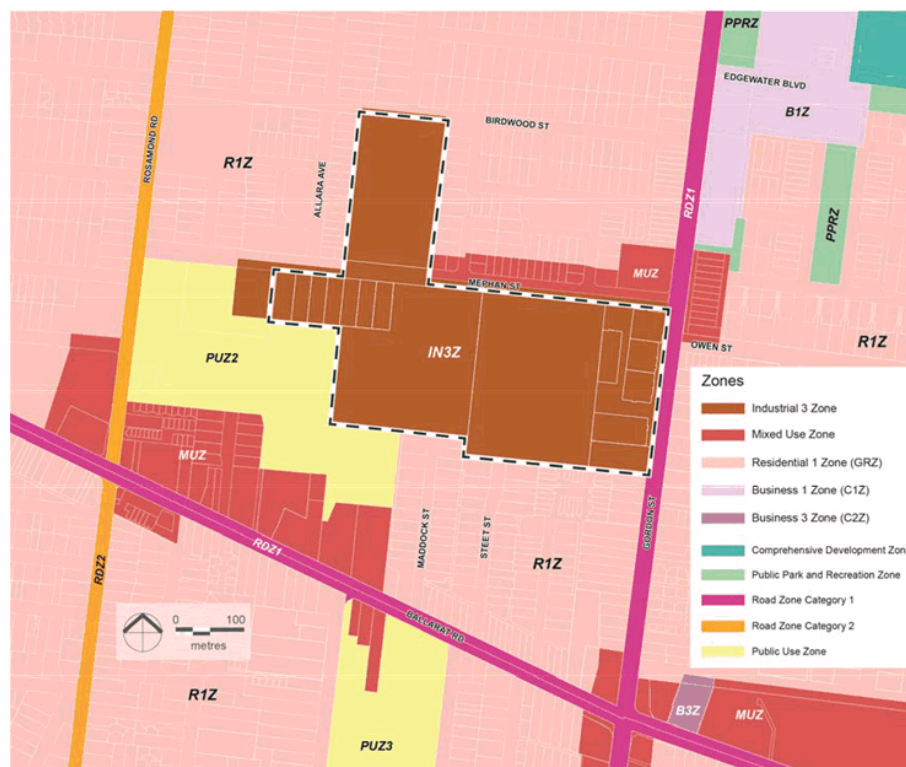 PPRZ
EDGEWATER BLVD
B1Z
BIRDWOOD ST
ROSAMOND RD
R1Z
ALLARA AVE
RDZ1
PPRZ
MUZ
MEPHAN ST
R1Z
OWEN ST
PUZ2
IN3Z
MUZ
Zones
Industrial 3 Zone
Mixed Use Zone
Residential 1 Zone (GRZ)
Business 1 Zone (C1Z)
Business 3 Zone (C2Z)
Comprehensive Development Zon
Public Park and Recreation Zone
Road Zone Category 1
Road Zone Category 2
Public Use Zone
GORDON ST
MADDOCK ST
STEET ST
R1Z
RDZ1
RDZ2
BALLARAT RD
0 100
metres
R1Z
PUZ3
B3Z
MUZ